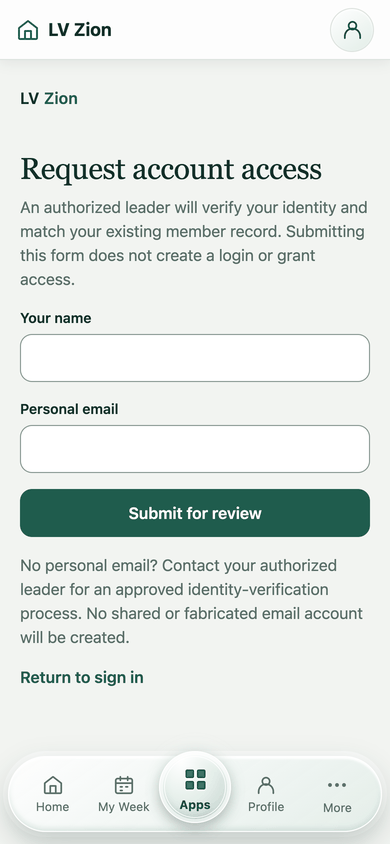 LV Zion
LV Zion
Request account access
An authorized leader will verify your identity and
match your existing member record. Submitting
this form does not create a login or grant
access.
Your name
Personal email
Submit for review
No personal email? Contact your authorized
leader for an approved identity-verification
process. No shared or fabricated email account
will be created.
Return to sign in
Home
My Week
Apps
Profile
More